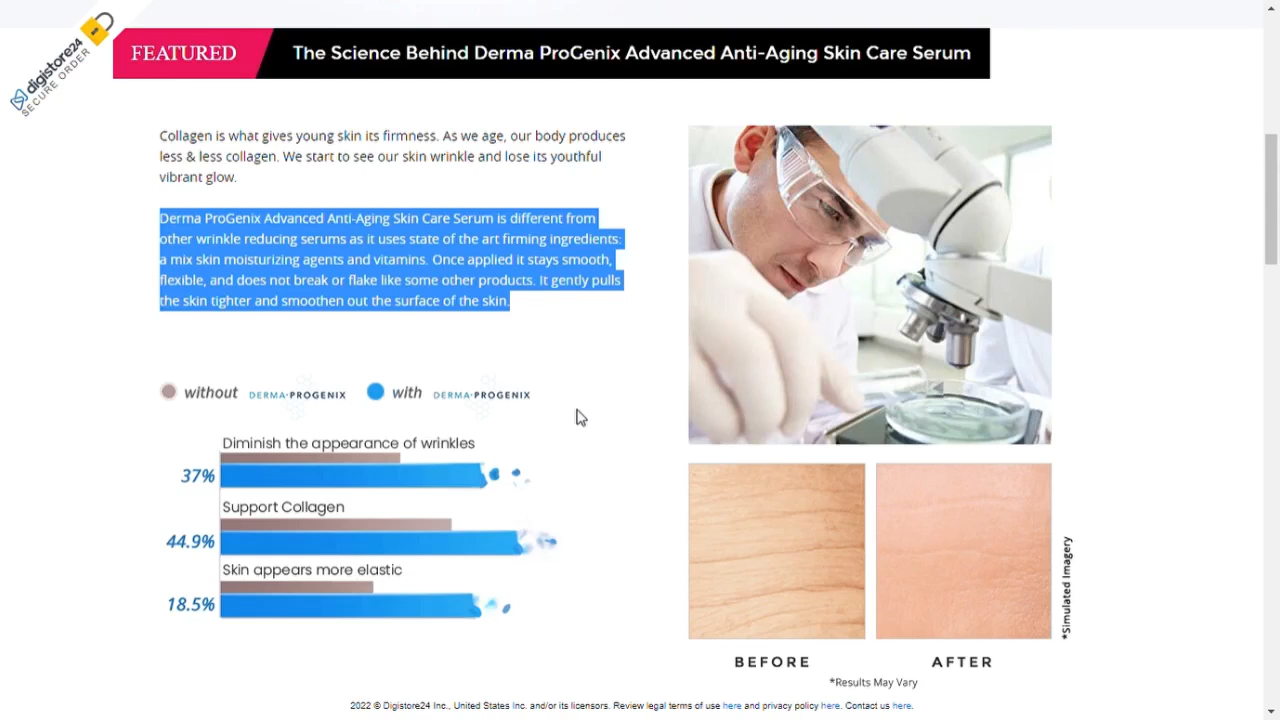 digistore24
SECURE ORDER
FEATURED
The Science Behind Derma ProGenix Advanced Anti-Aging Skin Care Serum
Collagen is what gives young skin its firmness. As we age, our body produces
less & less collagen. We start to see our skin wrinkle and lose its youthful
vibrant glow.
Derma ProGenix Advanced Anti-Aging Skin Care Serum is different from
other wrinkle reducing serums as it uses state of the art firming ingredients:
a mix skin moisturizing agents and vitamins. Once applied it stays smooth,
flexible, and does not break or flake like some other products. It gently pulls
the skin tighter and smoothen out the surface of the skin.
without DERMA·PROGENIX with DERMA·PROGENIX
Diminish the appearance of wrinkles
37%
Support Collagen
44.9%
Skin appears more elastic
18.5%
*Simulated Imagery
BEFORE AFTER
*Results May Vary
2022 © Digistore24 Inc., United States Inc. and/or its licensors. Review legal terms of use here and privacy policy here. Contact us here.